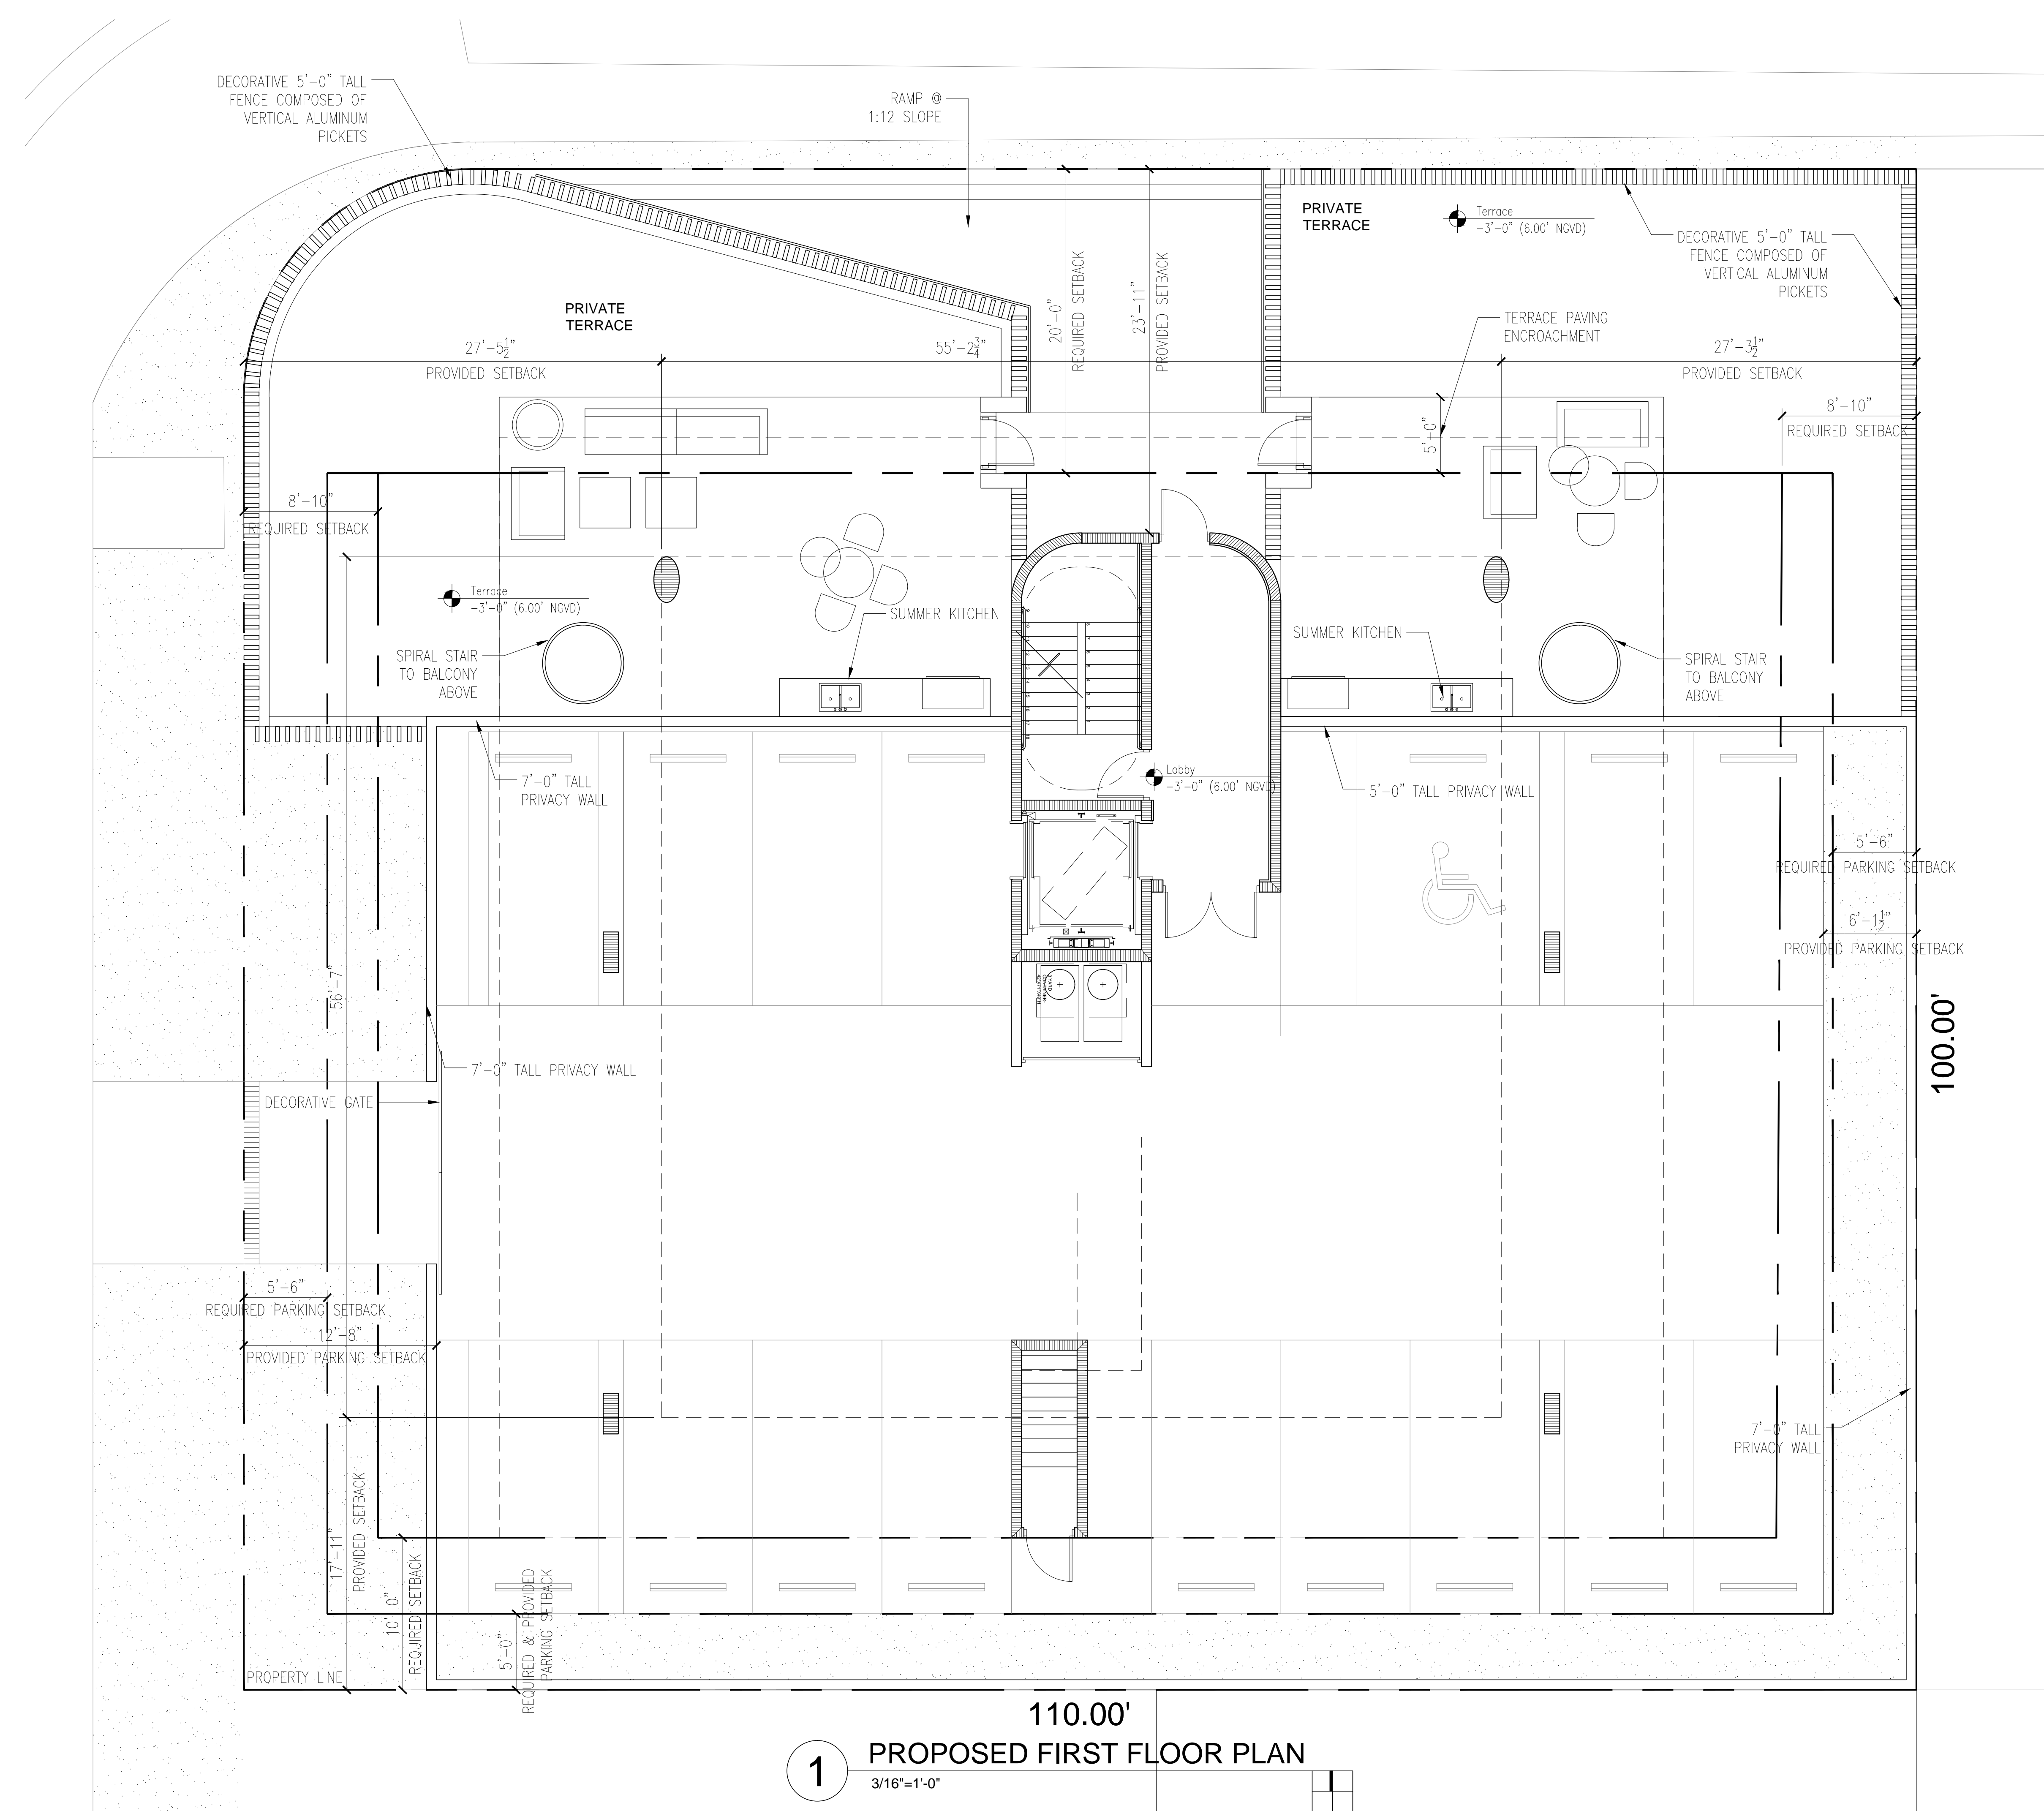 DECORATIVE 5'-0" TALL
FENCE COMPOSED OF
VERTICAL ALUMINUM
PICKETS
RAMP @
1:12 SLOPE
PRIVATE
TERRACE
Terrace
-3'-0" (6.00' NGVD)
DECORATIVE 5'-0" TALL
FENCE COMPOSED OF
VERTICAL ALUMINUM
PICKETS
20'-0"
REQUIRED SETBACK
23'-11"
PROVIDED SETBACK
PRIVATE
TERRACE
TERRACE PAVING
ENCROACHMENT
27'-5 1/2"
PROVIDED SETBACK
55'-2 3/4"
27'-3 1/2"
PROVIDED SETBACK
8'-10"
REQUIRED SETBACK
5'-0"
8'-10"
REQUIRED SETBACK
Terrace
-3'-0" (6.00' NGVD)
SUMMER KITCHEN
SUMMER KITCHEN
SPIRAL STAIR
TO BALCONY
ABOVE
SPIRAL STAIR
TO BALCONY
ABOVE
7'-0" TALL
PRIVACY WALL
Lobby
-3'-0" (6.00' NGVD)
5'-0" TALL PRIVACY WALL
5'-6"
REQUIRED PARKING SETBACK
6'-1 1/2"
PROVIDED PARKING SETBACK
56'-7"
100.00'
7'-0" TALL PRIVACY WALL
DECORATIVE GATE
5'-6"
REQUIRED PARKING SETBACK
12'-8"
PROVIDED PARKING SETBACK
7'-0" TALL
PRIVACY WALL
17'-11"
PROVIDED SETBACK
10'-0"
REQUIRED SETBACK
5'-0"
REQUIRED & PROVIDED
PARKING SETBACK
PROPERTY LINE
110.00'
1
PROPOSED FIRST FLOOR PLAN
3/16"=1'-0"